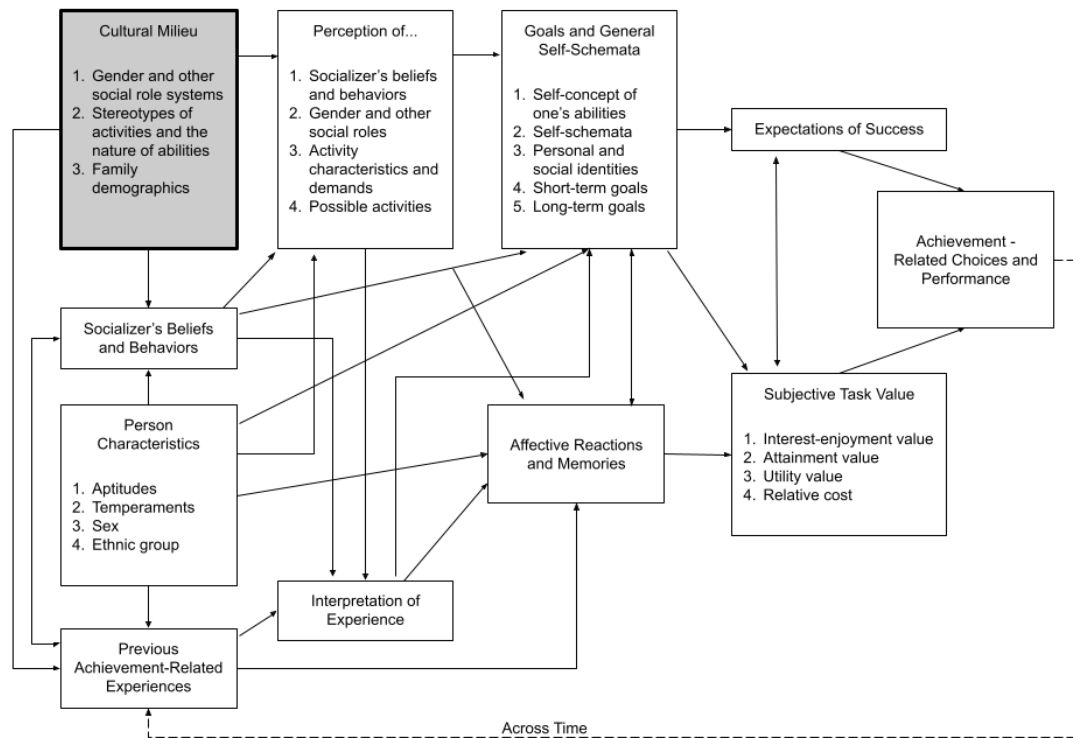 Cultural Milieu
1. Gender and other
social role systems
2. Stereotypes of
activities and the
nature of abilities
3. Family
demographics
Perception of...
1. Socializer's beliefs
and behaviors
2. Gender and other
social roles
3. Activity
characteristics and
demands
4. Possible activities
Goals and General
Self-Schemata
1. Self-concept of
one's abilities
2. Self-schemata
3. Personal and
social identities
4. Short-term goals
5. Long-term goals
Expectations of Success
Achievement -
Related Choices and
Performance
Socializer's Beliefs
and Behaviors
Person
Characteristics
1. Aptitudes
2. Temperaments
3. Sex
4. Ethnic group
Affective Reactions
and Memories
Subjective Task Value
1. Interest-enjoyment value
2. Attainment value
3. Utility value
4. Relative cost
Interpretation of
Experience
Previous
Achievement-Related
Experiences
Across Time